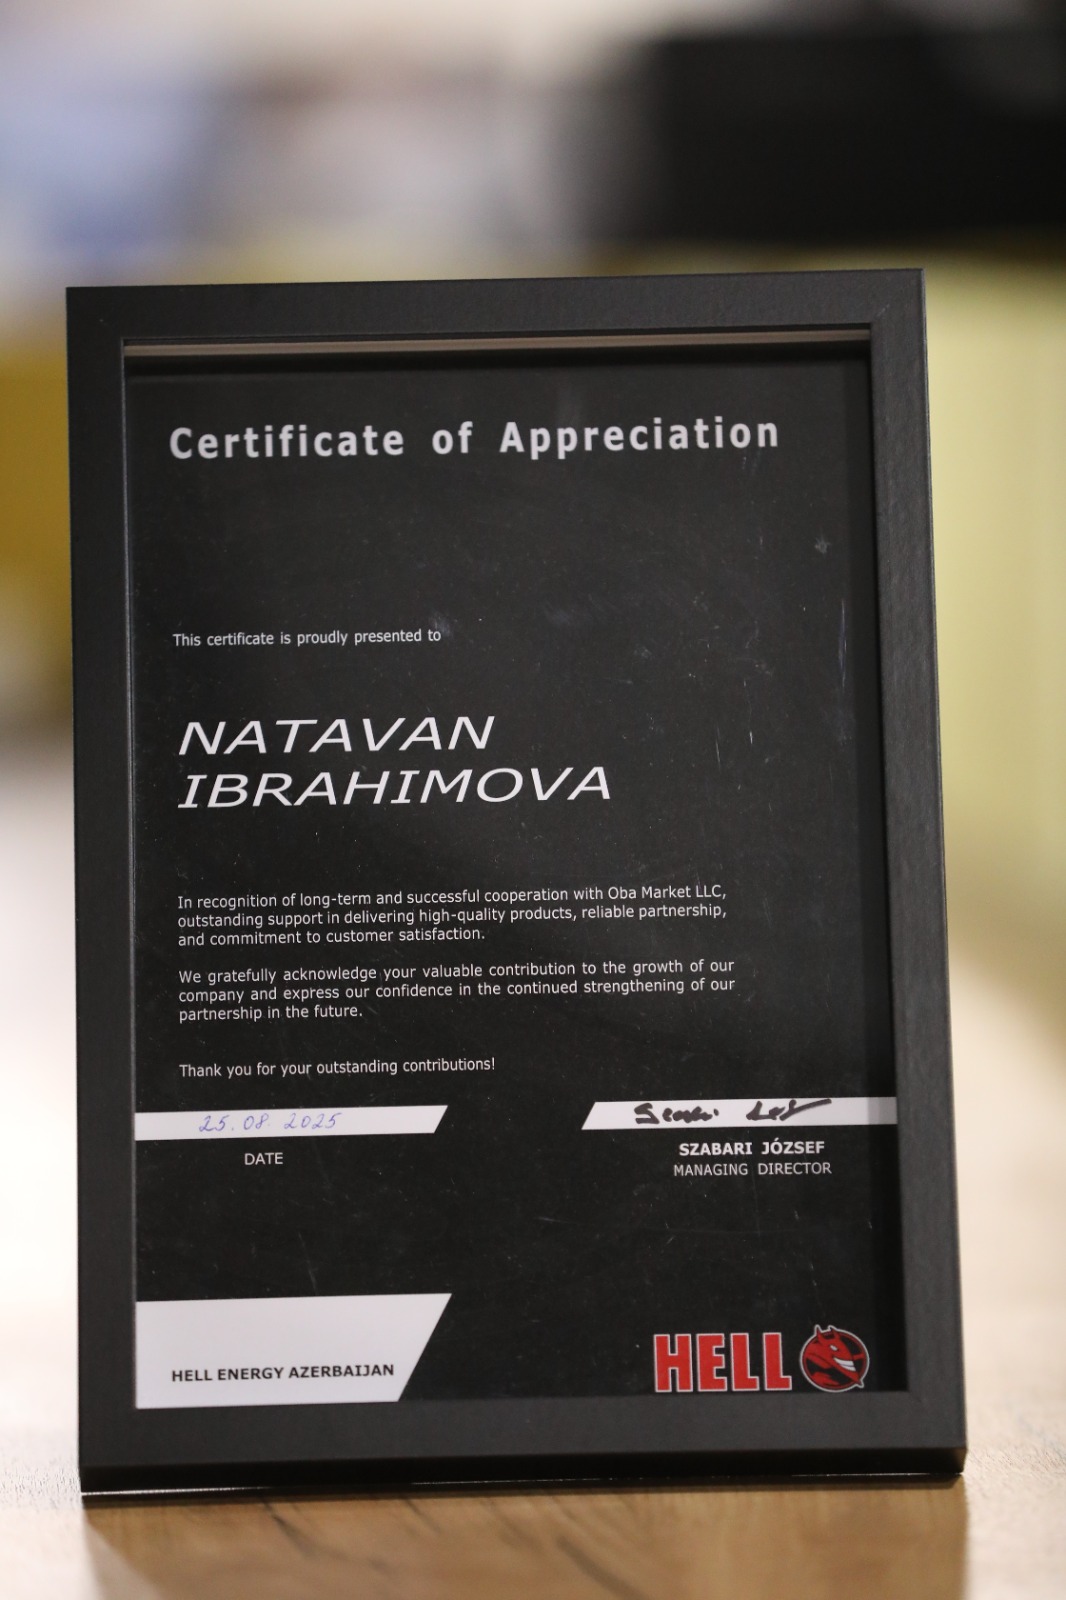 Certificate of Appreciation
This certificate is proudly presented to
NATAVAN
IBRAHIMOVA
In recognition of long-term and successful cooperation with Oba Market LLC,
outstanding support in delivering high-quality products, reliable partnership,
and commitment to customer satisfaction.
We gratefully acknowledge your valuable contribution to the growth of our
company and express our confidence in the continued strengthening of our
partnership in the future.
Thank you for your outstanding contributions!
25.08.2025
DATE
SZABARI JÓZSEF
MANAGING DIRECTOR
HELL ENERGY AZERBAIJAN
HELL